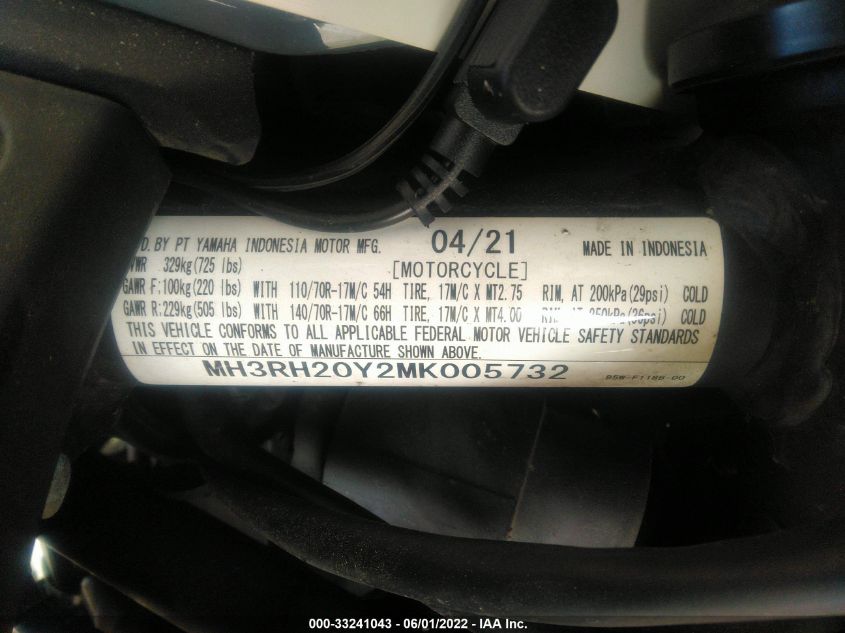 D. BY PT YAMAHA INDONESIA MOTOR MFG. 04/21 MADE IN INDONESIA
329kg (725 lbs) [MOTORCYCLE]
GAWR F: 100kg (220 lbs) WITH 110/70R-17M/C 54H TIRE, 17M/C X MT2.75 RIM, AT 200kPa (29psi) COLD
GAWR R: 229kg (505 lbs) WITH 140/70R-17M/C 66H TIRE, 17M/C X MT4.00 COLD
THIS VEHICLE CONFORMS TO ALL APPLICABLE FEDERAL MOTOR VEHICLE SAFETY STANDARDS
IN EFFECT ON THE DATE OF MANUFACTURE SHOWN ABOVE.
MH3RH20Y2MK005732
000-33241043 - 06/01/2022 - IAA Inc.